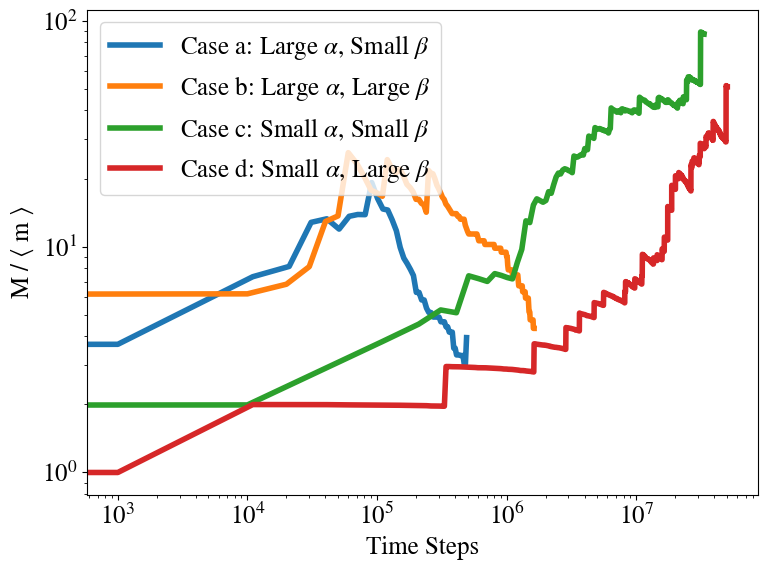 Case a: Large α, Small β
Case b: Large α, Large β
Case c: Small α, Small β
Case d: Small α, Large β
M / ⟨ m ⟩
10²
10¹
10⁰
10³ 10⁴ 10⁵ 10⁶ 10⁷
Time Steps